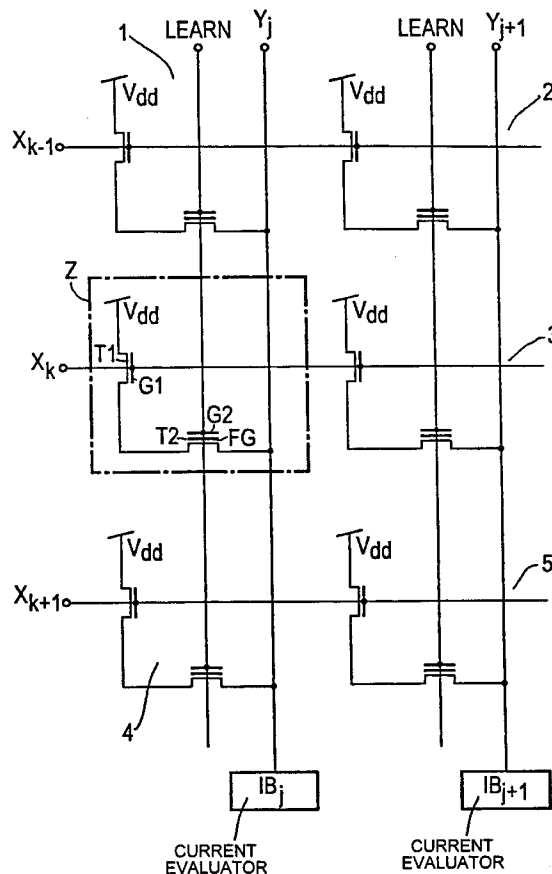 1 LEARN Yj LEARN Yj+1
Vdd Vdd 2
Xk-1
Z
Vdd Vdd
T1 3
Xk G1
G2
T2 FG
Vdd Vdd 5
Xk+1
4
IBj IBj+1
CURRENT EVALUATOR CURRENT EVALUATOR